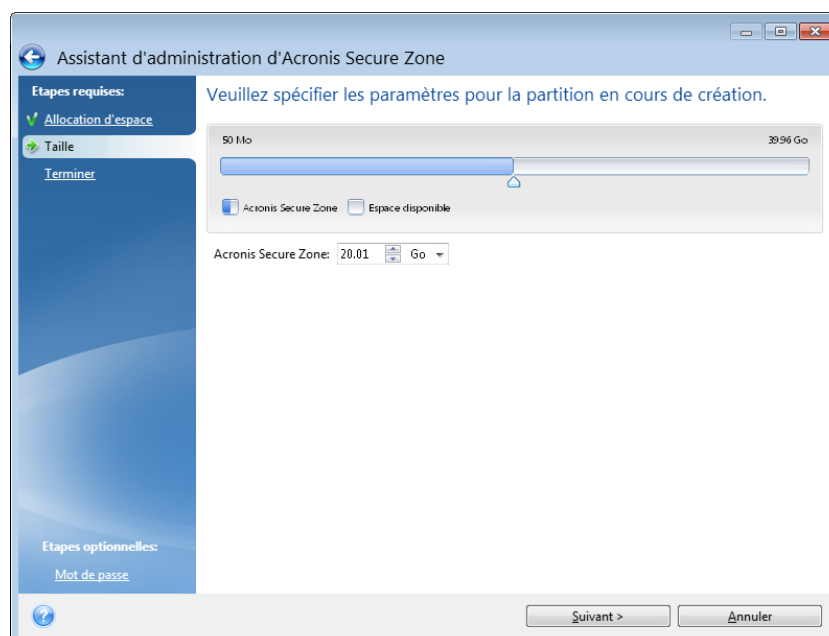 Assistant d'administration d'Acronis Secure Zone
Etapes requises:
Allocation d'espace
Taille
Terminer
Veuillez spécifier les paramètres pour la partition en cours de création.
50 Mo 39.96 Go
Acronis Secure Zone Espace disponible
Acronis Secure Zone: 20.01 Go
Etapes optionnelles:
Mot de passe
? Suivant > Annuler